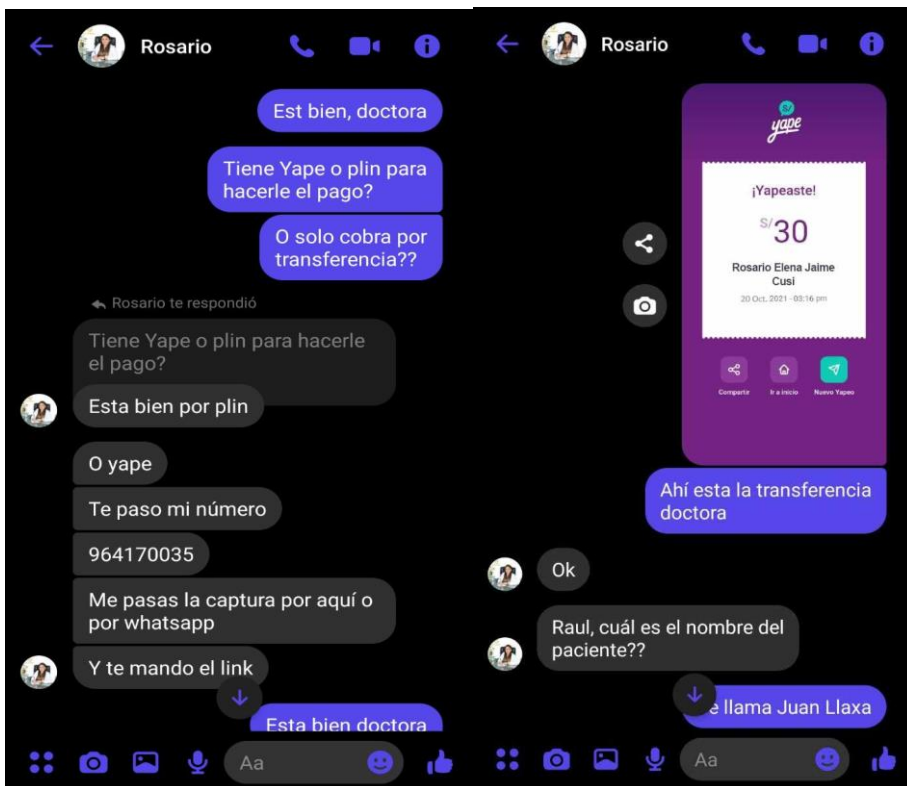 Rosario
Est bien, doctora
Tiene Yape o plin para
hacerle el pago?
O solo cobra por
transferencia??
Rosario te respondió
Tiene Yape o plin para hacerle
el pago?
Esta bien por plin
O yape
Te paso mi número
964170035
Me pasas la captura por aquí o
por whatsapp
Y te mando el link
Esta bien doctora
Aa
Rosario
S/
yape
¡Yapeaste!
S/30
Rosario Elena Jaime
Cusi
20 Oct. 2021 - 03:16 pm
Compartir Ir a inicio Nuevo Yapeo
Ahí esta la transferencia
doctora
Ok
Raul, cuál es el nombre del
paciente??
e llama Juan Llaxa
Aa